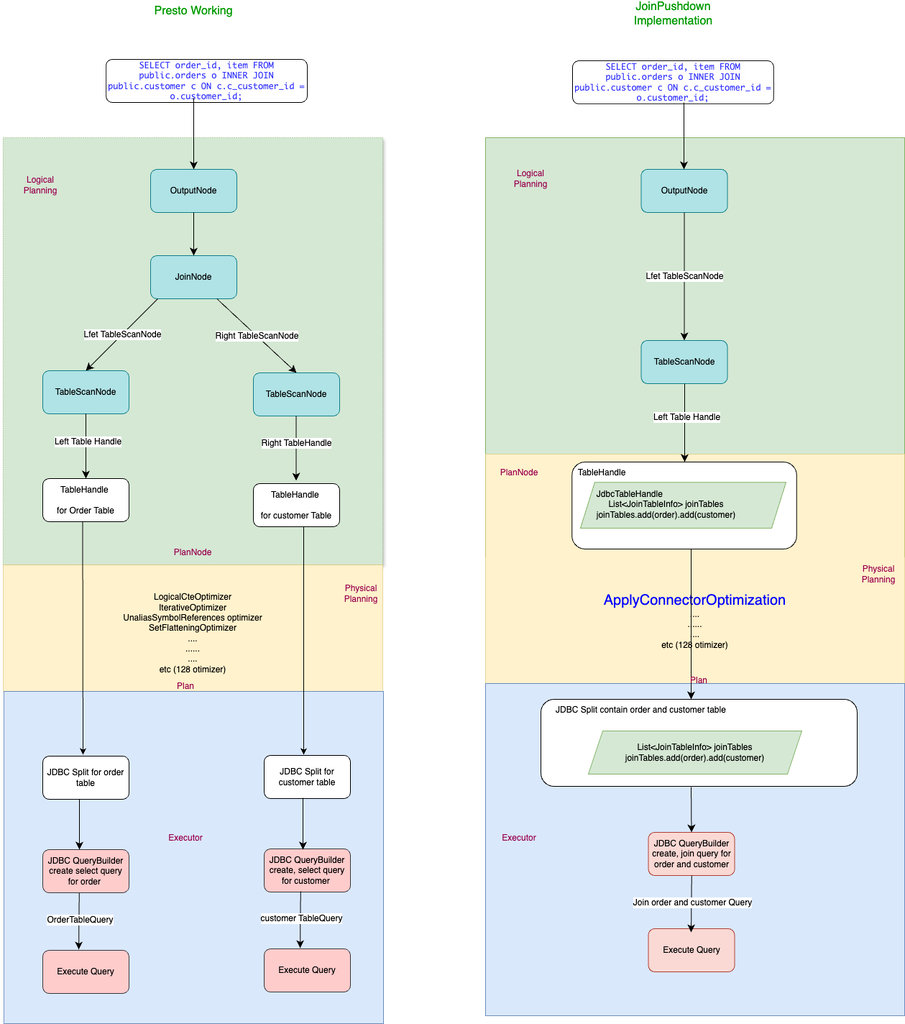 Presto Working
SELECT order_id, item FROM
public.orders o INNER JOIN
public.customer c ON c.c_customer_id =
o.customer_id;
Logical
Planning
OutputNode
JoinNode
Lfet TableScanNode
Right TableScanNode
TableScanNode
TableScanNode
Left Table Handle
Right TableHandle
TableHandle
for Order Table
TableHandle
for customer Table
PlanNode
Physical
Planning
LogicalCteOptimizer
IterativeOptimizer
UnaliasSymbolReferences optimizer
SetFlatteningOptimizer
....
......
....
etc (128 otimizer)
Plan
JDBC Split for order
table
JDBC Split for
customer table
Executor
JDBC QueryBuilder
create select query
for order
JDBC QueryBuilder
create, select query
for customer
OrderTableQuery
customer TableQuery
Execute Query
Execute Query
JoinPushdown
Implementation
SELECT order_id, item FROM
public.orders o INNER JOIN
public.customer c ON c.c_customer_id =
o.customer_id;
Logical
Planning
OutputNode
Lfet TableScanNode
TableScanNode
Left Table Handle
PlanNode
TableHandle
JdbcTableHandle
List<JoinTableInfo> joinTables
joinTables.add(order).add(customer)
Physical
Planning
ApplyConnectorOptimization
....
......
....
etc (128 otimizer)
Plan
JDBC Split contain order and customer table
List<JoinTableInfo> joinTables
joinTables.add(order).add(customer)
Executor
JDBC QueryBuilder
create, join query for
order and customer
Join order and customer Query
Execute Query